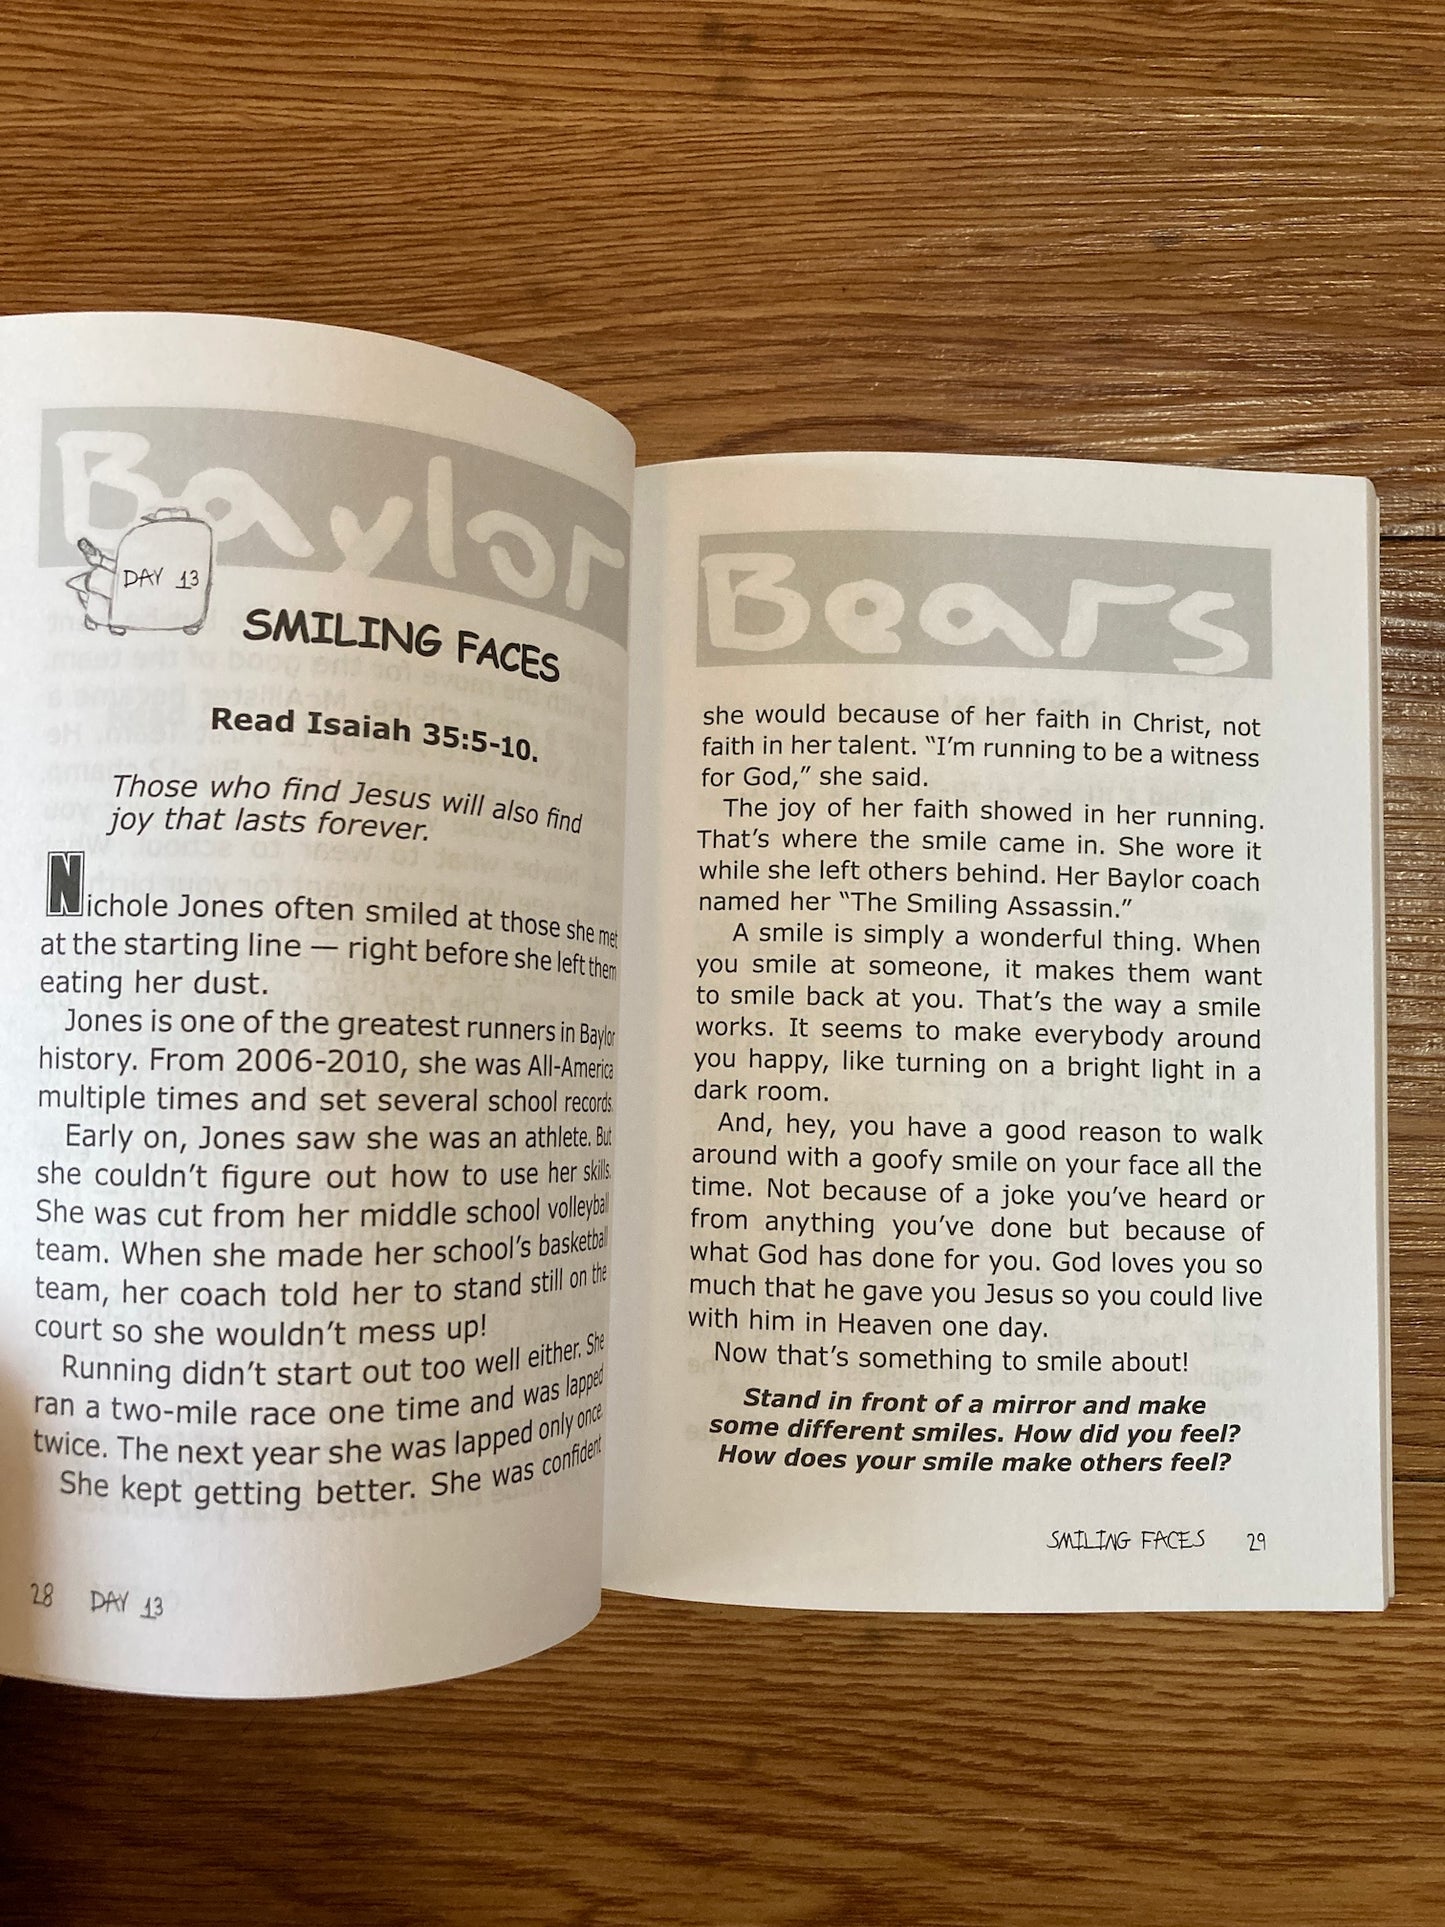 Baylor
DAY 13
SMILING FACES
Read Isaiah 35:5-10.
Those who find Jesus will also find
joy that lasts forever.
Nichole Jones often smiled at those she met
at the starting line — right before she left them
eating her dust.
Jones is one of the greatest runners in Baylor
history. From 2006-2010, she was All-America
multiple times and set several school records.
Early on, Jones saw she was an athlete. But
she couldn’t figure out how to use her skills.
She was cut from her middle school volleyball
team. When she made her school’s basketball
team, her coach told her to stand still on the
court so she wouldn’t mess up!
Running didn’t start out too well either. She
ran a two-mile race one time and was lapped
twice. The next year she was lapped only once.
She kept getting better. She was confident
28 DAY 13
Bears
she would because of her faith in Christ, not
faith in her talent. “I’m running to be a witness
for God,” she said.
The joy of her faith showed in her running.
That’s where the smile came in. She wore it
while she left others behind. Her Baylor coach
named her “The Smiling Assassin.”
A smile is simply a wonderful thing. When
you smile at someone, it makes them want
to smile back at you. That’s the way a smile
works. It seems to make everybody around
you happy, like turning on a bright light in a
dark room.
And, hey, you have a good reason to walk
around with a goofy smile on your face all the
time. Not because of a joke you’ve heard or
from anything you’ve done but because of
what God has done for you. God loves you so
much that he gave you Jesus so you could live
with him in Heaven one day.
Now that’s something to smile about!
Stand in front of a mirror and make
some different smiles. How did you feel?
How does your smile make others feel?
SMILING FACES 29